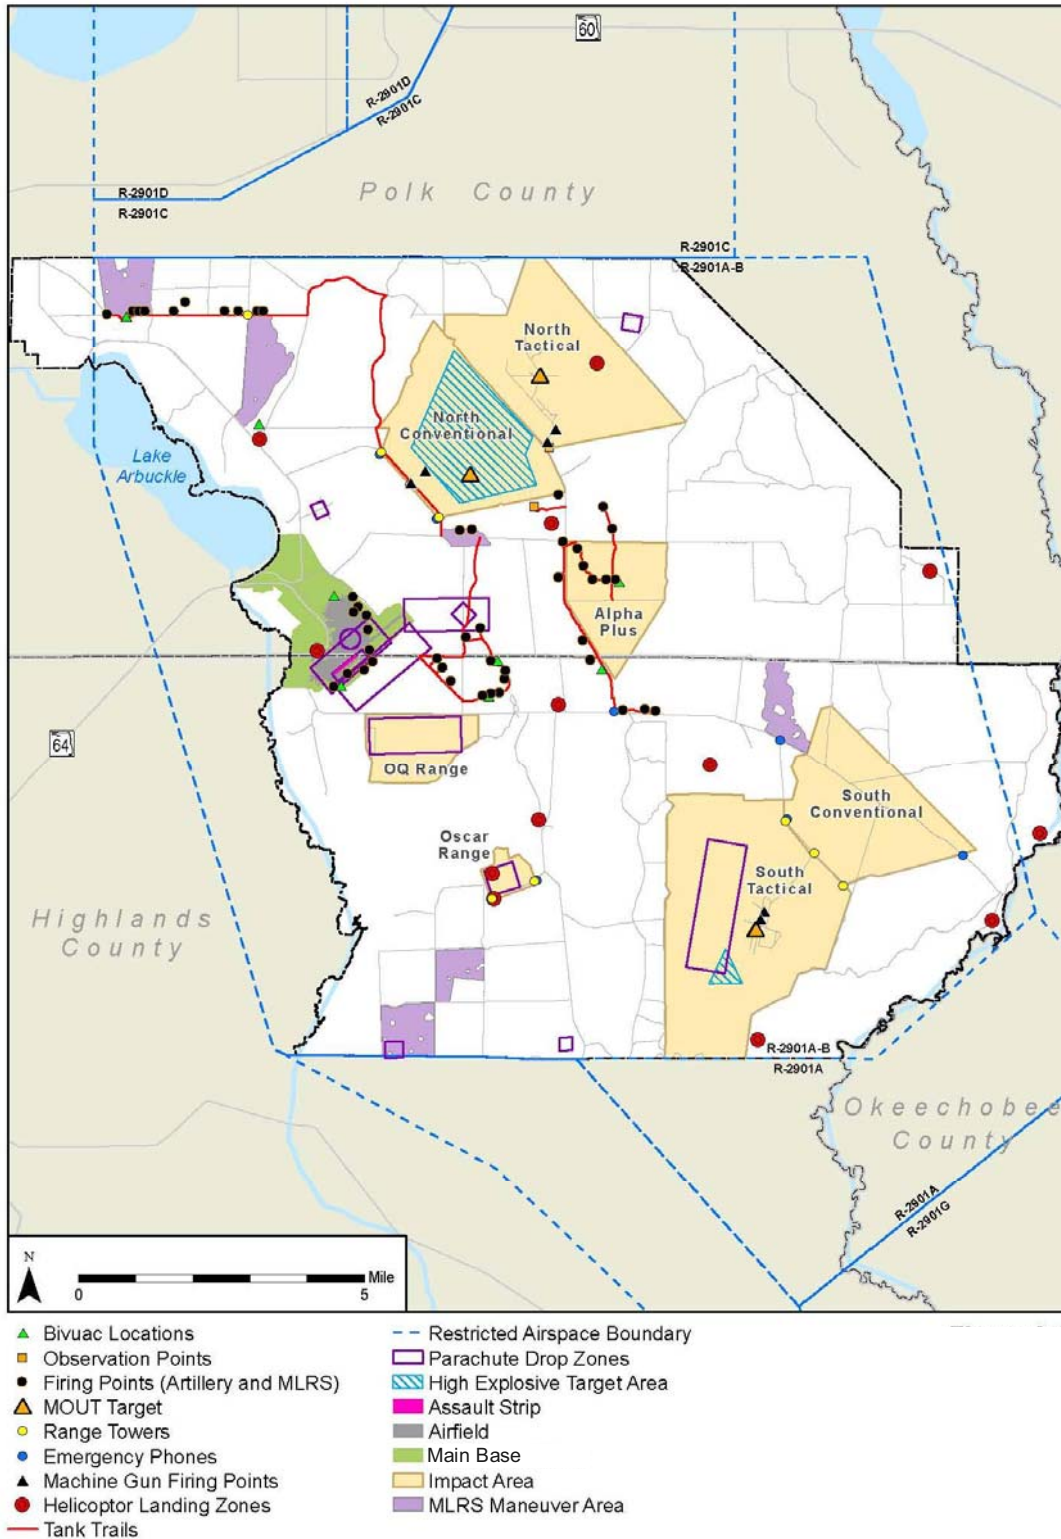 60
R-2901D
R-2901C
Polk County
R-2901D
R-2901C
R-2901C
R-2901A-B
North
Tactical
North
Conventional
Lake
Arbuckle
Alpha
Plus
64
OQ Range
South
Conventional
Oscar
Range
South
Tactical
Highlands
County
R-2901A-B
R-2901A
Okeechobee
County
R-2901A
R-2901G
N
Mile
0 5
Bivuac Locations
Observation Points
Firing Points (Artillery and MLRS)
MOUT Target
Range Towers
Emergency Phones
Machine Gun Firing Points
Helicoptor Landing Zones
Tank Trails
Restricted Airspace Boundary
Parachute Drop Zones
High Explosive Target Area
Assault Strip
Airfield
Main Base
Impact Area
MLRS Maneuver Area